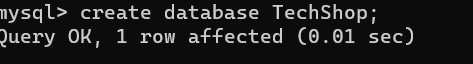 mysql> create database TechShop;
Query OK, 1 row affected (0.01 sec)